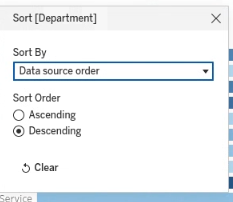 Sort [Department]
Sort By
Data source order
Sort Order
Ascending
Descending
Clear
Service